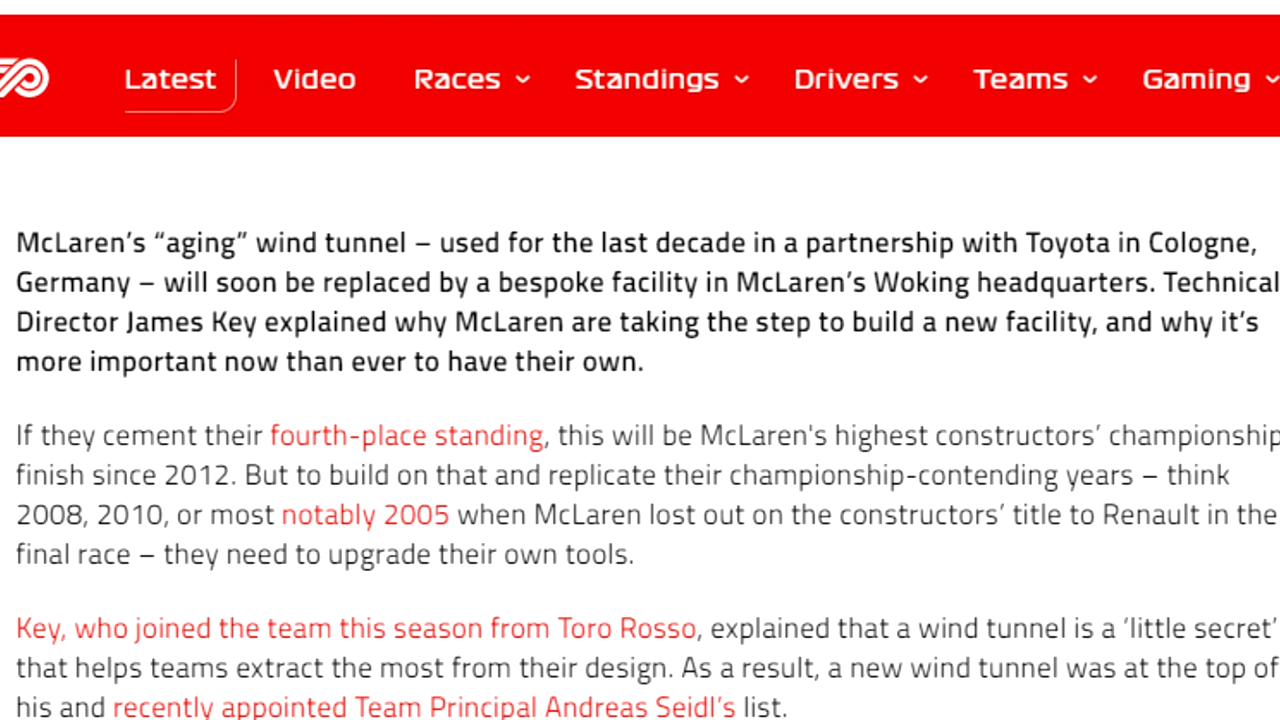 Latest Video Races Standings Drivers Teams Gaming
McLaren’s “aging” wind tunnel – used for the last decade in a partnership with Toyota in Cologne,
Germany – will soon be replaced by a bespoke facility in McLaren’s Woking headquarters. Technical
Director James Key explained why McLaren are taking the step to build a new facility, and why it’s
more important now than ever to have their own.
If they cement their fourth-place standing, this will be McLaren's highest constructors’ championship
finish since 2012. But to build on that and replicate their championship-contending years – think
2008, 2010, or most notably 2005 when McLaren lost out on the constructors’ title to Renault in the
final race – they need to upgrade their own tools.
Key, who joined the team this season from Toro Rosso, explained that a wind tunnel is a ‘little secret’
that helps teams extract the most from their design. As a result, a new wind tunnel was at the top of
his and recently appointed Team Principal Andreas Seidl’s list.